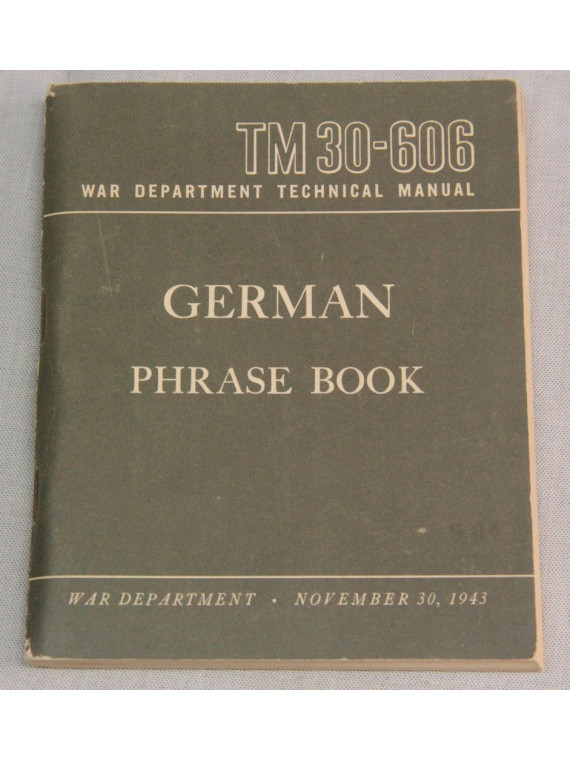 TM 30-606
WAR DEPARTMENT TECHNICAL MANUAL
GERMAN
PHRASE BOOK
WAR DEPARTMENT • NOVEMBER 30, 1943